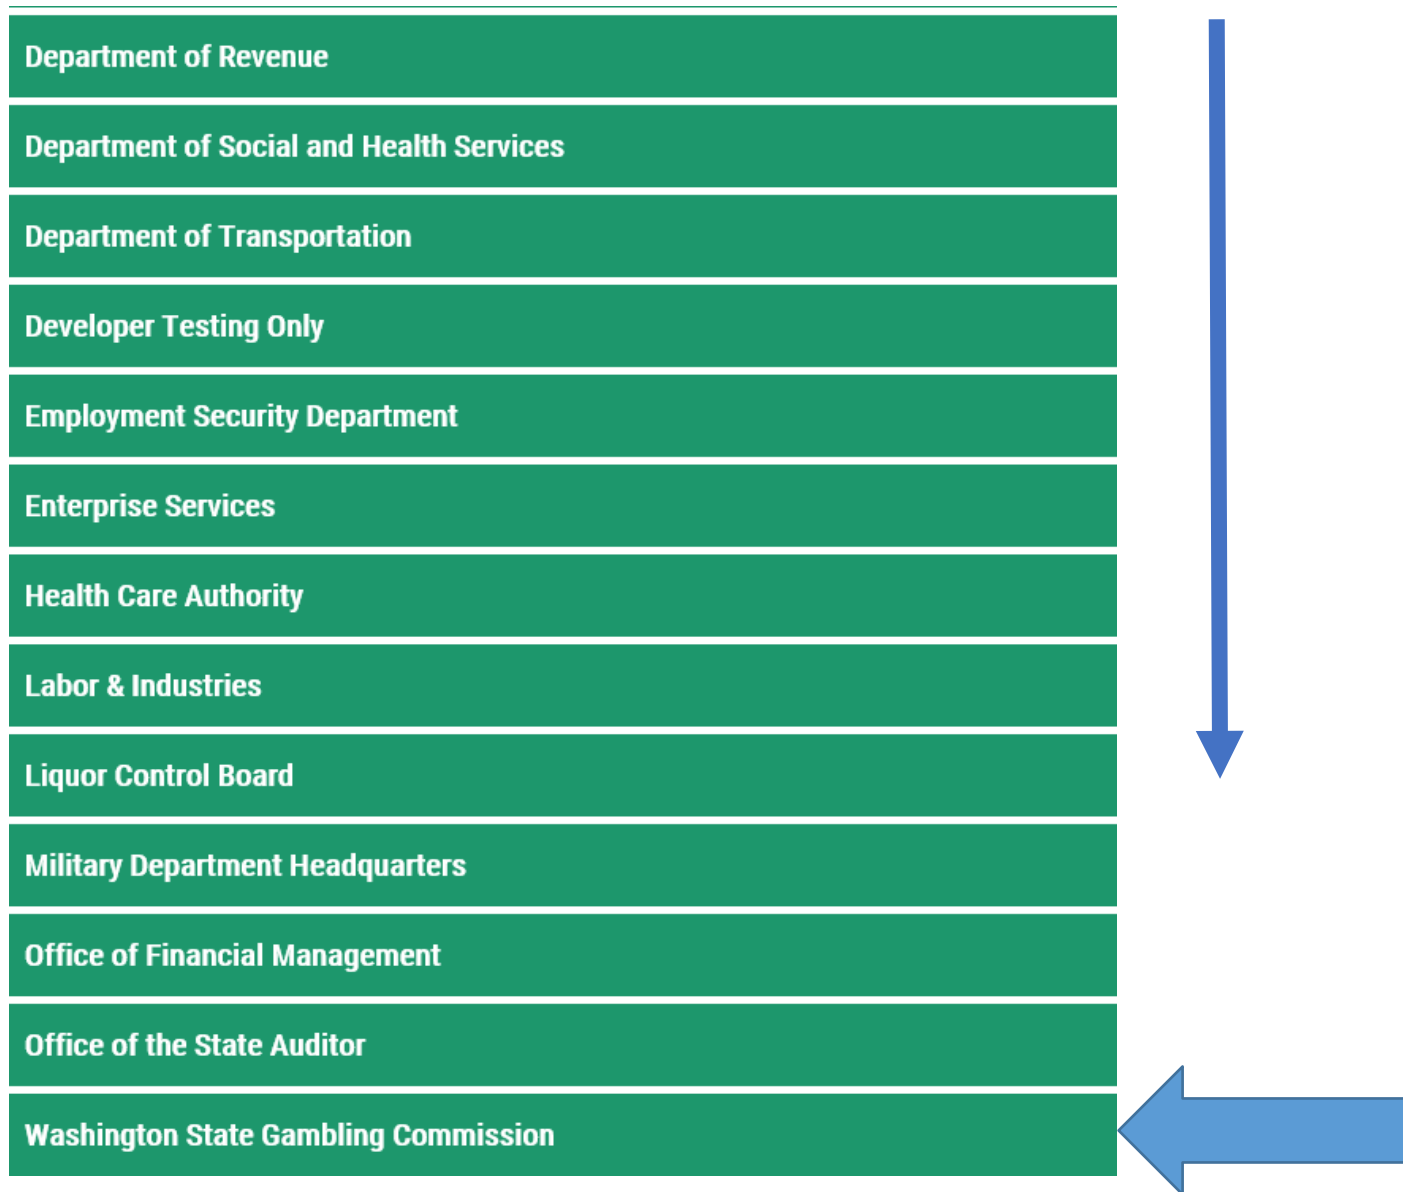 Department of Revenue
Department of Social and Health Services
Department of Transportation
Developer Testing Only
Employment Security Department
Enterprise Services
Health Care Authority
Labor & Industries
Liquor Control Board
Military Department Headquarters
Office of Financial Management
Office of the State Auditor
Washington State Gambling Commission